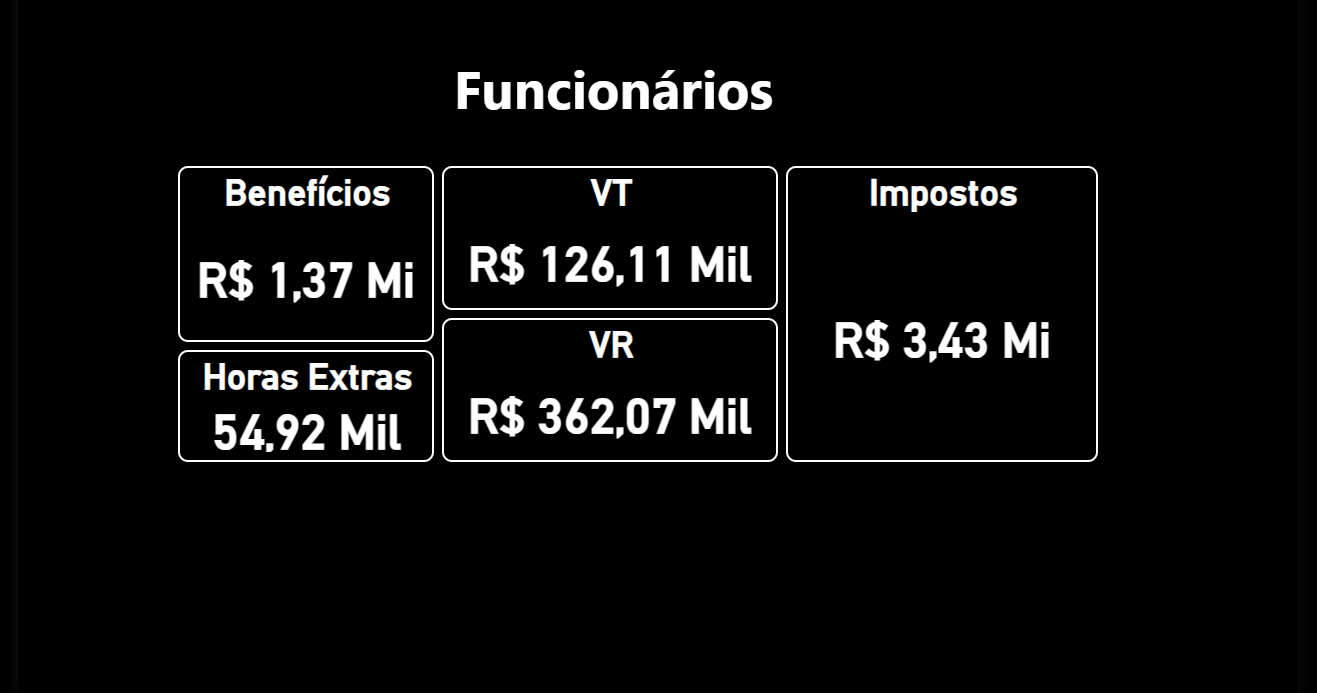 Funcionários
Benefícios
R$ 1,37 Mi
Horas Extras
54,92 Mil
VT
R$ 126,11 Mil
VR
R$ 362,07 Mil
Impostos
R$ 3,43 Mi